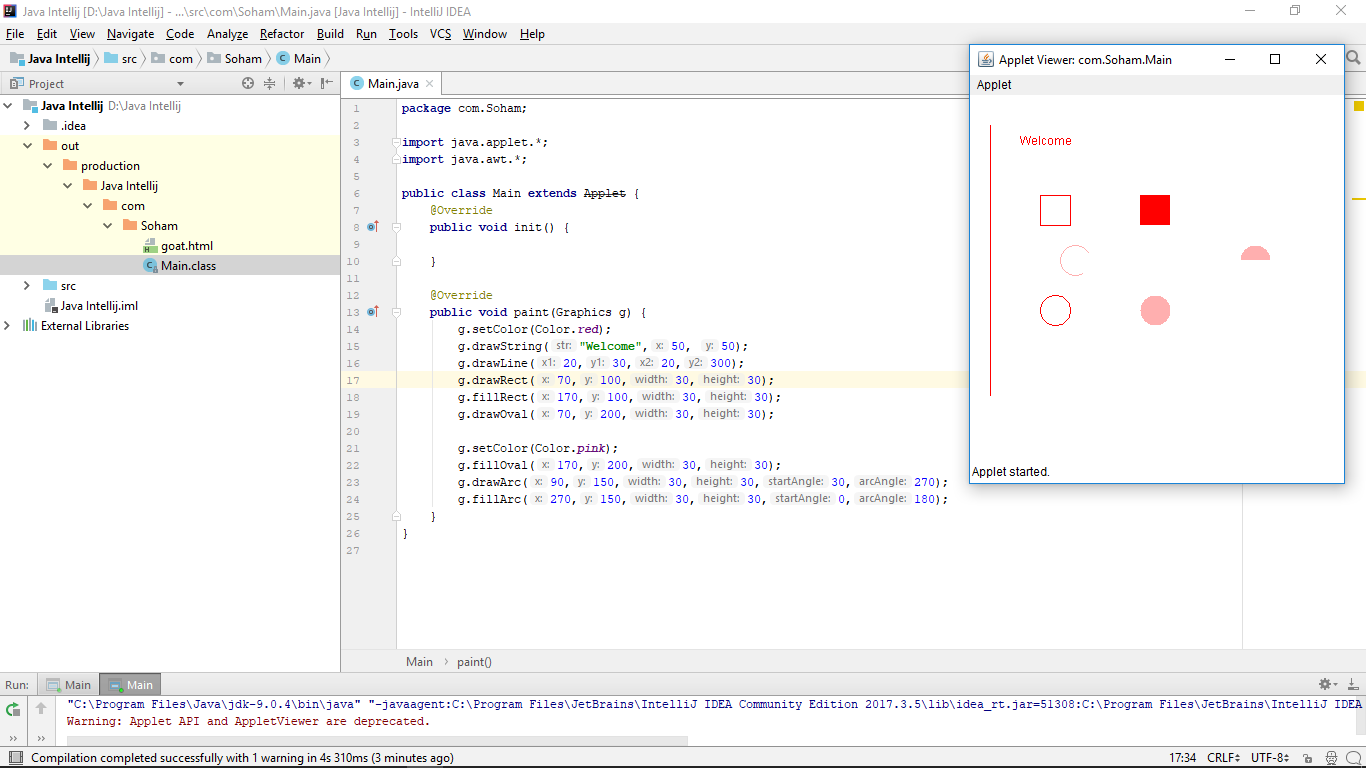 Java Intellij [D:\Java Intellij] - ...\src\com\Soham\Main.java [Java Intellij] - IntelliJ IDEA
File Edit View Navigate Code Analyze Refactor Build Run Tools VCS Window Help
Java Intellij src com Soham Main
Project
Main.java
Java Intellij D:\Java Intellij
.idea
out
production
Java Intellij
com
Soham
goat.html
Main.class
src
Java Intellij.iml
External Libraries
1 package com.Soham;
2
3 import java.applet.*;
4 import java.awt.*;
5
6 public class Main extends Applet {
7 @Override
8 public void init() {
9
10 }
11
12 @Override
13 public void paint(Graphics g) {
14 g.setColor(Color.red);
15 g.drawString( str: "Welcome", x: 50, y: 50);
16 g.drawLine( x1: 20, y1: 30, x2: 20, y2: 300);
17 g.drawRect( x: 70, y: 100, width: 30, height: 30);
18 g.fillRect( x: 170, y: 100, width: 30, height: 30);
19 g.drawOval( x: 70, y: 200, width: 30, height: 30);
20
21 g.setColor(Color.pink);
22 g.fillOval( x: 170, y: 200, width: 30, height: 30);
23 g.drawArc( x: 90, y: 150, width: 30, height: 30, startAngle: 30, arcAngle: 270);
24 g.fillArc( x: 270, y: 150, width: 30, height: 30, startAngle: 0, arcAngle: 180);
25 }
26 }
27
Main paint()
Applet Viewer: com.Soham.Main
Applet
Welcome
Applet started.
Run: Main Main
"C:\Program Files\Java\jdk-9.0.4\bin\java" "-javaagent:C:\Program Files\JetBrains\IntelliJ IDEA Community Edition 2017.3.5\lib\idea_rt.jar=51308:C:\Program Files\JetBrains\IntelliJ IDEA
Warning: Applet API and AppletViewer are deprecated.
Compilation completed successfully with 1 warning in 4s 310ms (3 minutes ago) 17:34 CRLF UTF-8